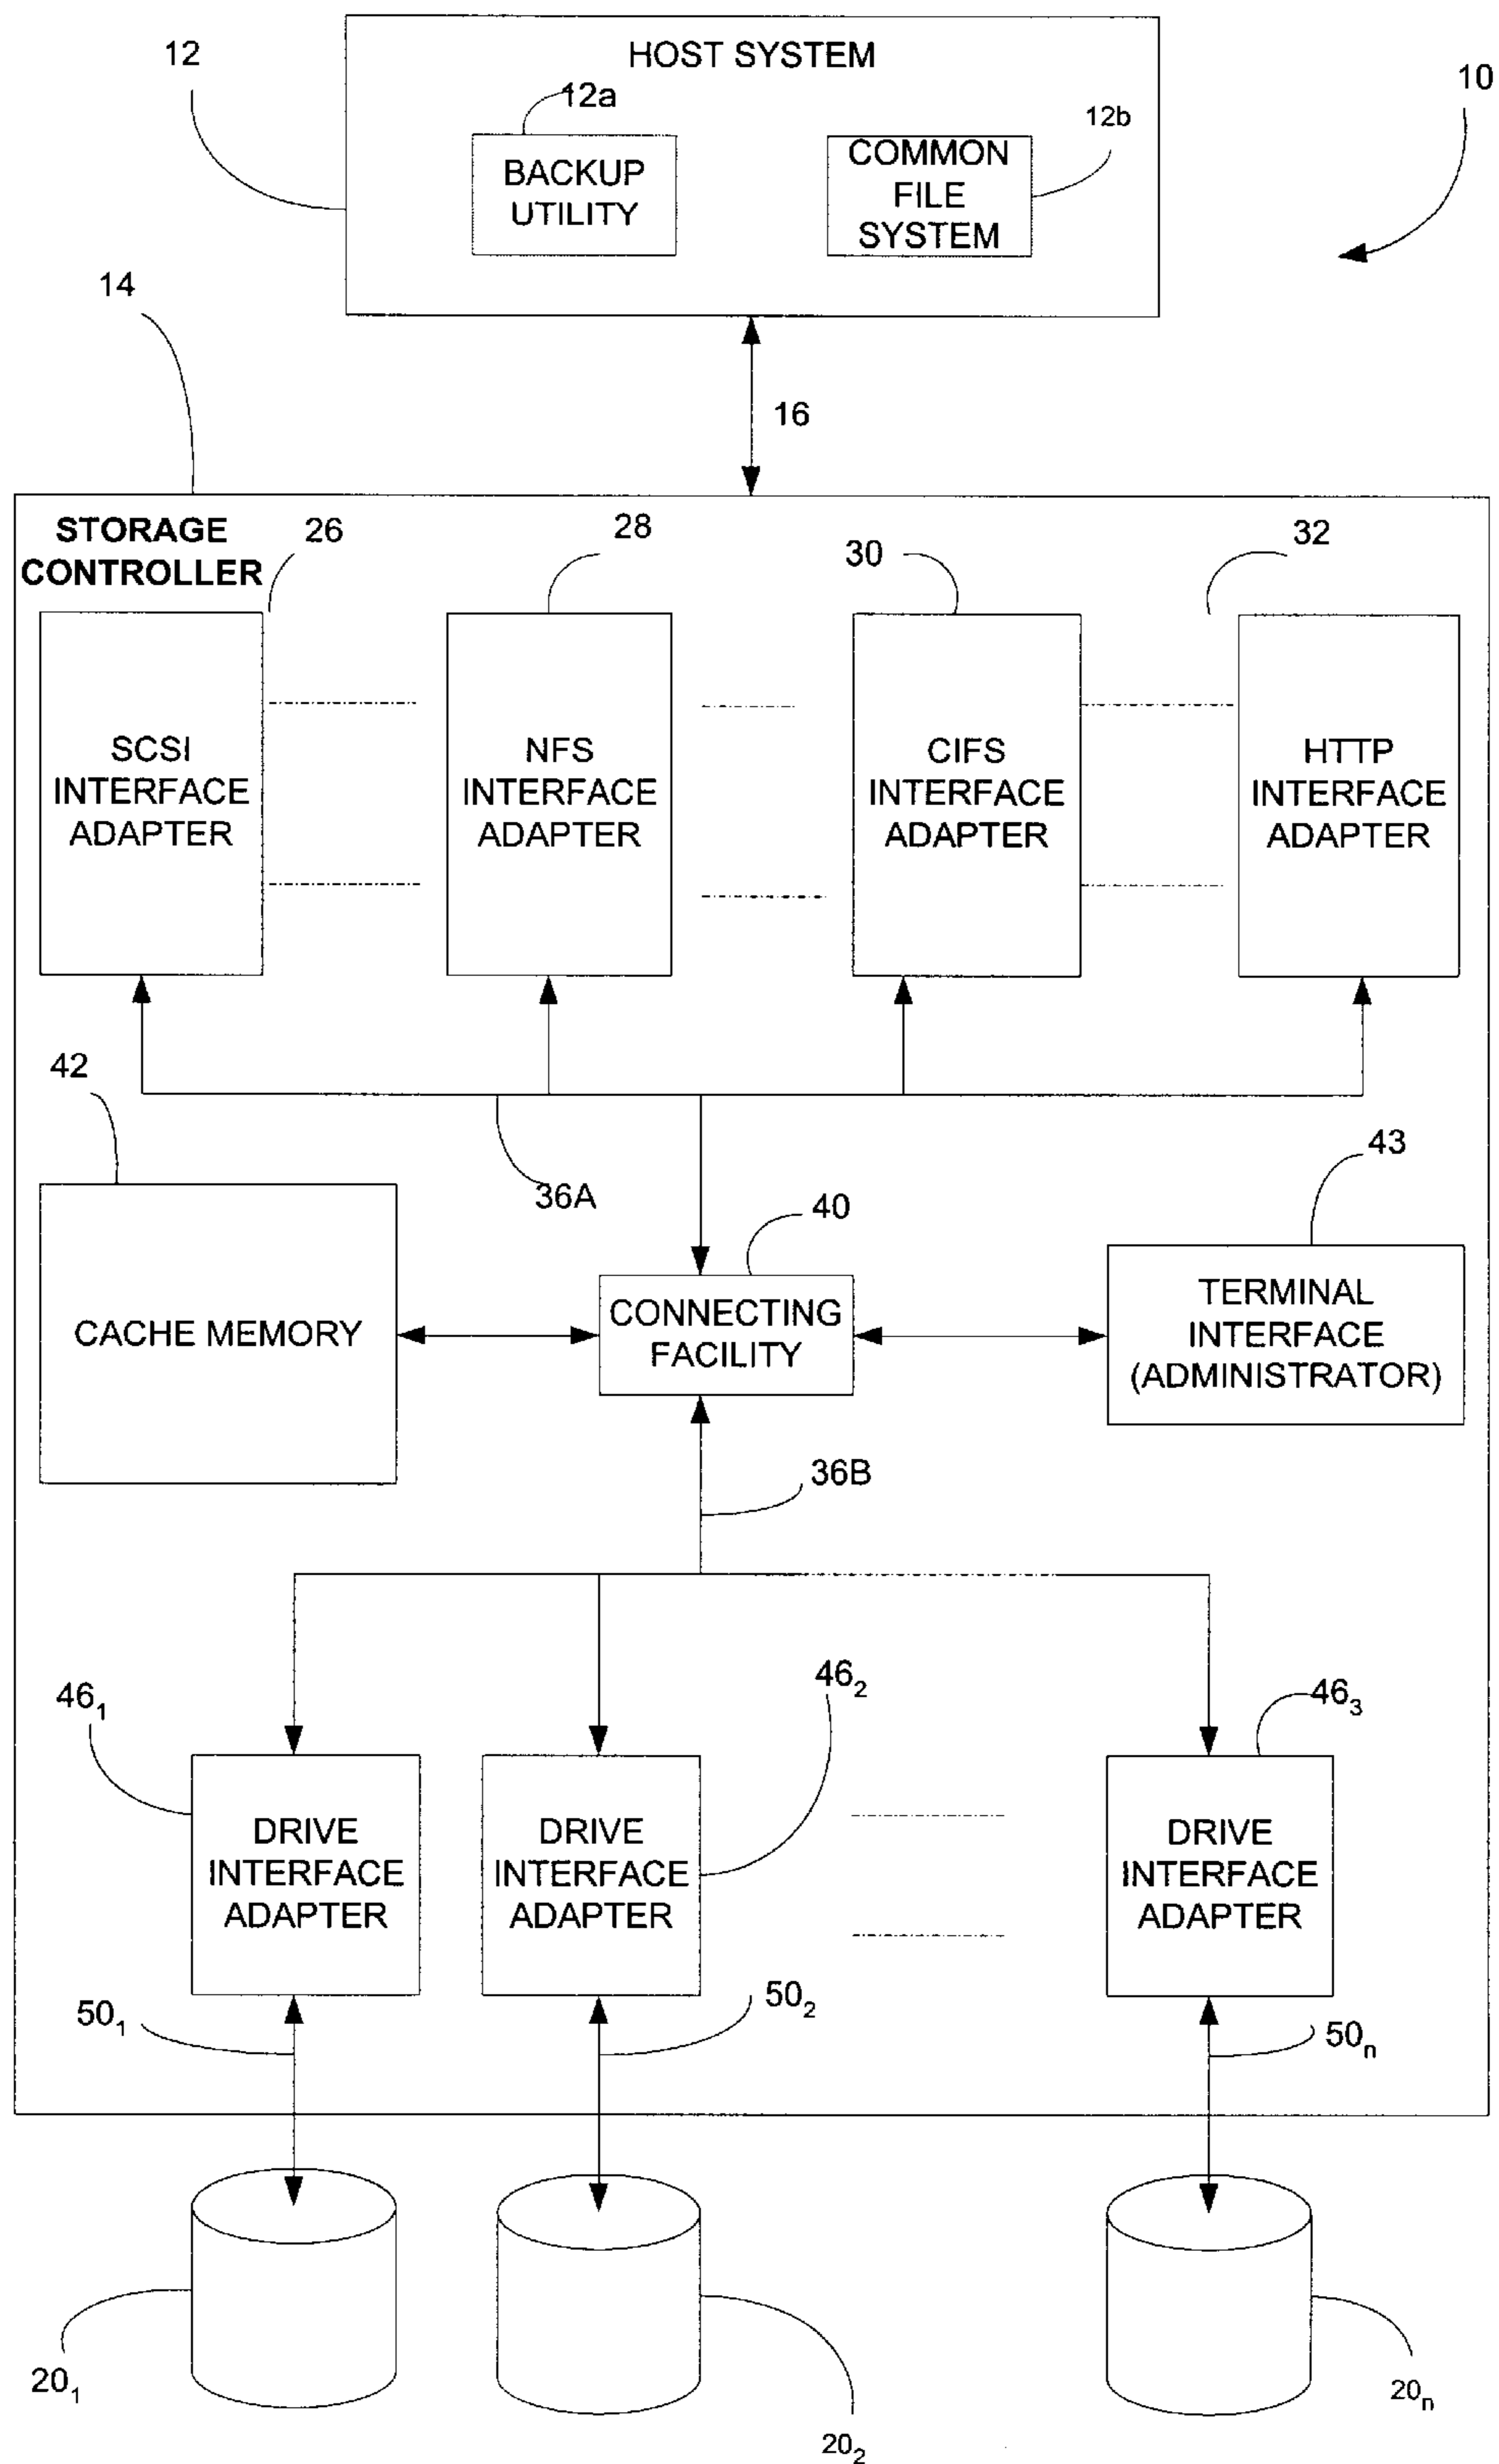 HOST SYSTEM
12
12a
12b
10
BACKUP
UTILITY
COMMON
FILE
SYSTEM
14
16
STORAGE
CONTROLLER
26
28
30
32
SCSI
INTERFACE
ADAPTER
NFS
INTERFACE
ADAPTER
CIFS
INTERFACE
ADAPTER
HTTP
INTERFACE
ADAPTER
42
36A
40
43
CACHE MEMORY
CONNECTING
FACILITY
TERMINAL
INTERFACE
(ADMINISTRATOR)
36B
46₁
46₂
46₃
DRIVE
INTERFACE
ADAPTER
DRIVE
INTERFACE
ADAPTER
DRIVE
INTERFACE
ADAPTER
50₁
50₂
50ₙ
20₁
20₂
20ₙ